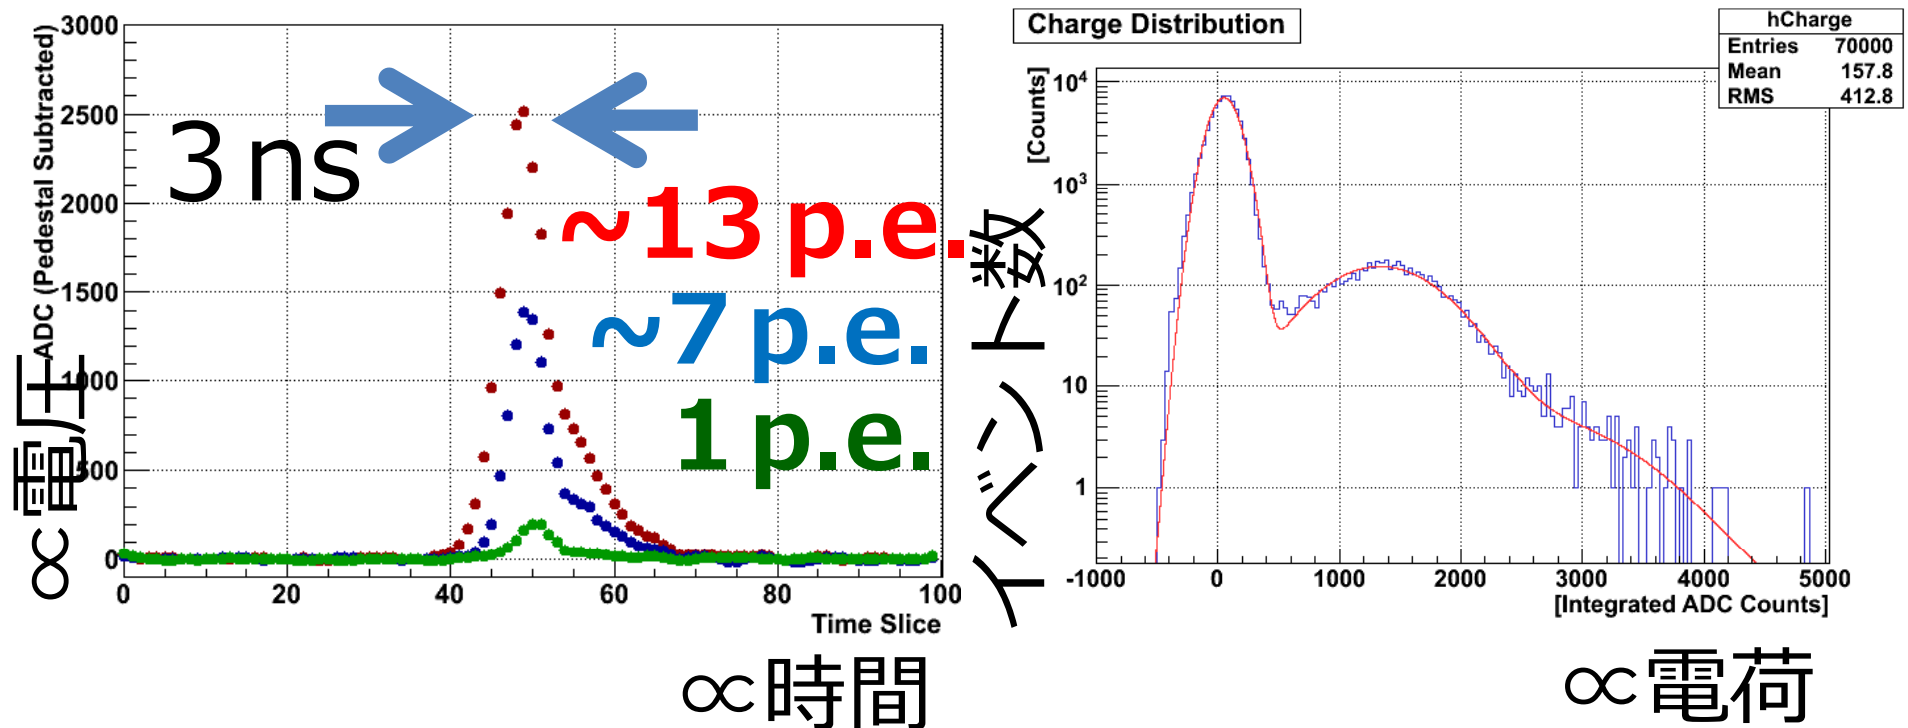 3000
2500
2000
1500
1000
500
0
ADC (Pedestal Subtracted)
∝電圧
3 ns
~13 p.e.
~7 p.e.
1 p.e.
0 20 40 60 80 100
Time Slice
∝時間
Charge Distribution
hCharge
Entries 70000
Mean 157.8
RMS 412.8
[Counts]
イベント数
10⁴
10³
10²
10
1
-1000 0 1000 2000 3000 4000 5000
[Integrated ADC Counts]
∝電荷